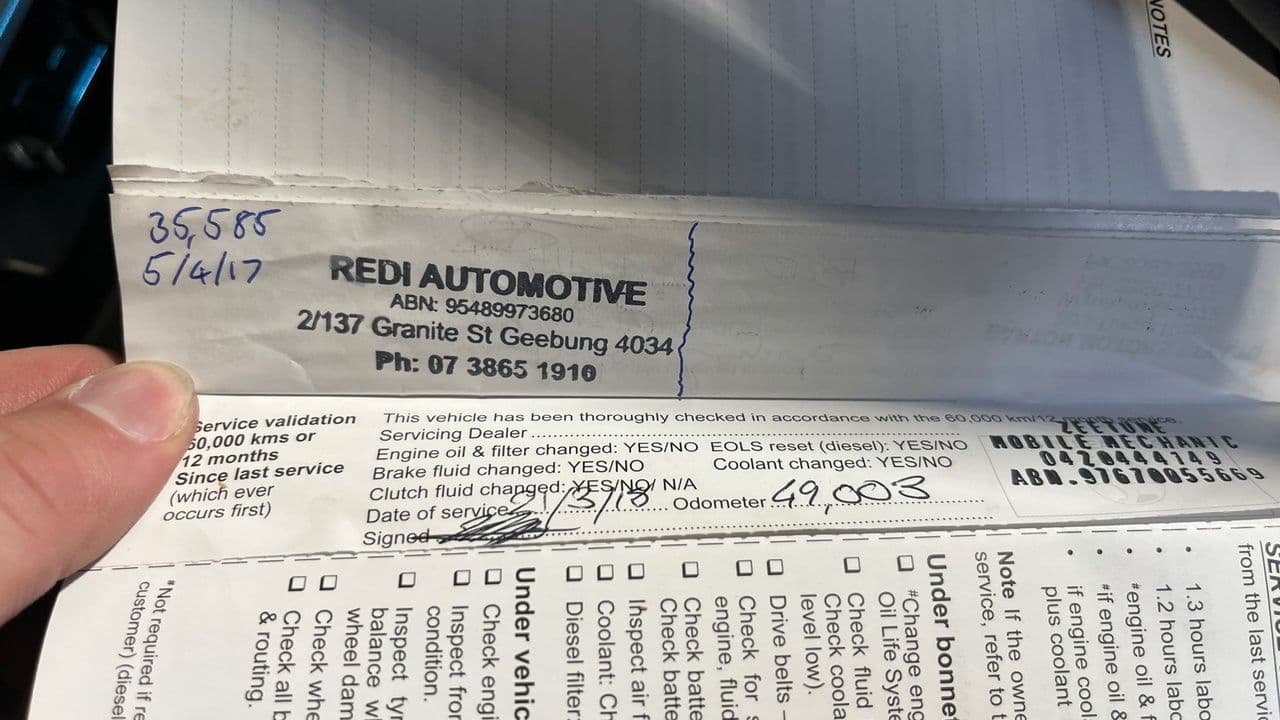 NOTES
35,585
5/4/17
REDI AUTOMOTIVE
ABN: 95489973680
2/137 Granite St Geebung 4034
Ph: 07 3865 1910
Service validation
60,000 kms or
12 months
Since last service
(which ever
occurs first)
This vehicle has been thoroughly checked in accordance with the 60,000 km/12 month service.
Servicing Dealer
Engine oil & filter changed: YES/NO EOLS reset (diesel): YES/NO
Brake fluid changed: YES/NO Coolant changed: YES/NO
Clutch fluid changed: YES/NO/ N/A
Date of service 21/3/18 Odometer 49,003
Signed
ZEETUNE
MOBILE MECHANIC
0420444749
ABN.97670055669
from the last servi
• 1.3 hours labo
• 1.2 hours labo
• #engine oil & f
• #if engine oil &
• if engine cool
plus coolant
Note If the owne
service, refer to t
Under bonnet
☐ #Change eng
Oil Life Syste
☐ Check fluid
Check coola
level low).
☐ Drive belts –
☐ Check for s
engine, fluid
☐ Check batte
Check batte
☐ Inspect air f
☐ Coolant: Ch
☐ Diesel filter:
Under vehic
☐ Check engi
☐ Inspect fron
condition.
☐ Inspect tyr
balance wh
wheel dam
☐ Check whe
☐ Check all b
& routing.
#Not required if re
customer) (diesel